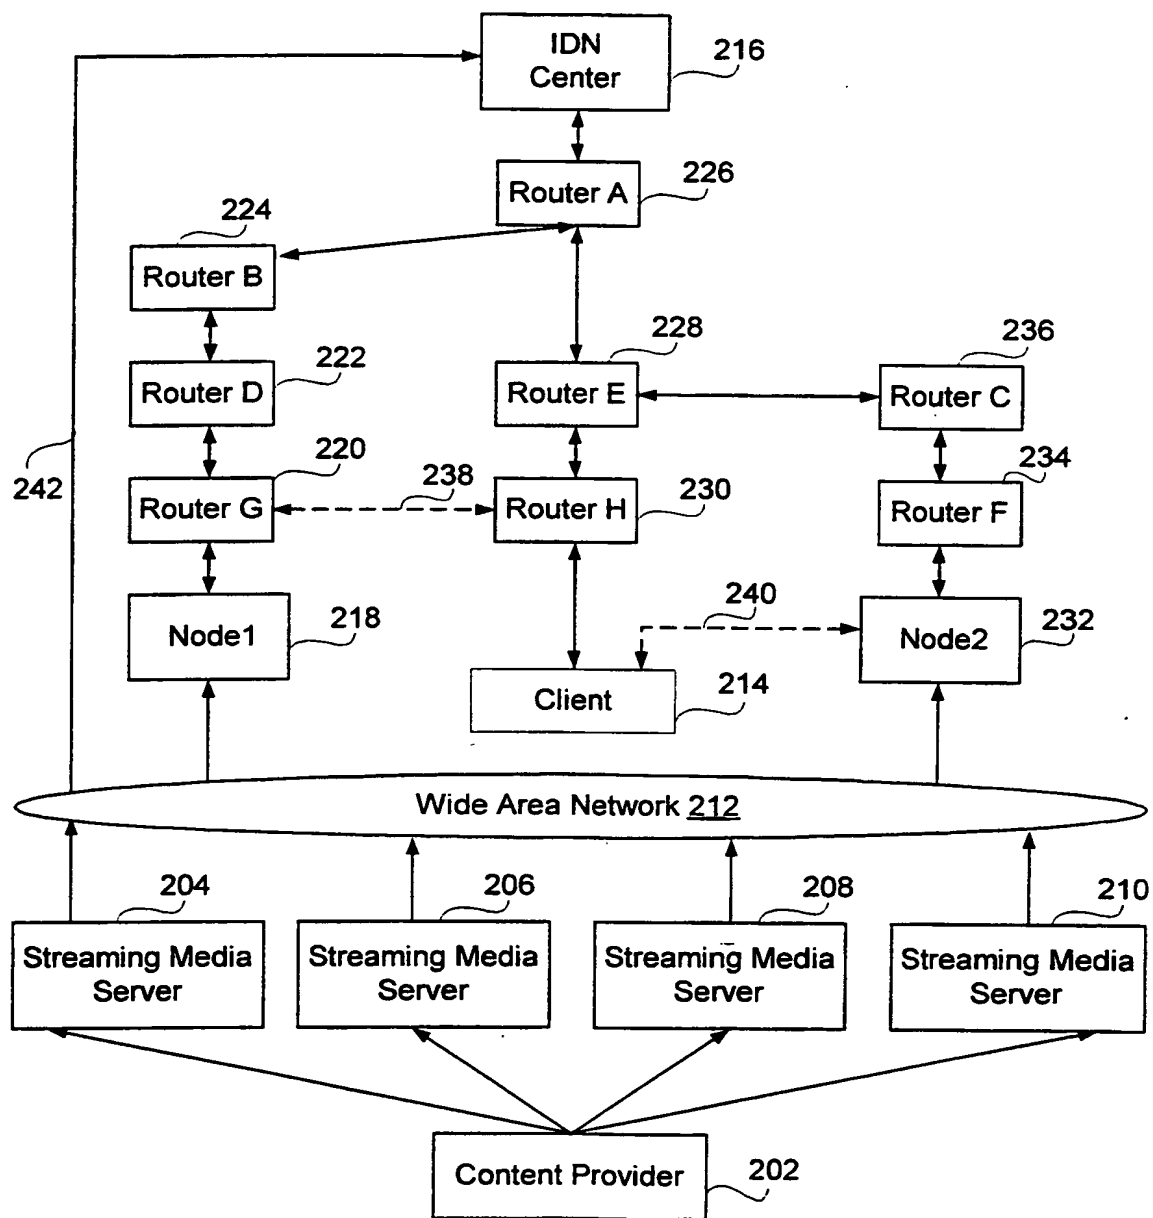 IDN
Center
216
Router A
226
224
Router B
228
236
222
Router D
Router E
Router C
242
220
238
234
Router G
Router H
230
Router F
240
Node1
218
Node2
232
Client
214
Wide Area Network 212
204
206
208
210
Streaming Media
Server
Streaming Media
Server
Streaming Media
Server
Streaming Media
Server
Content Provider
202